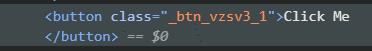 <button class="_btn_vzsv3_1">Click Me
</button> == $0